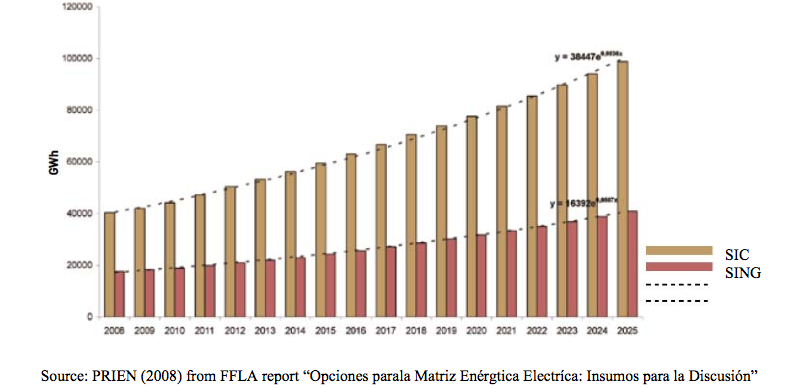 120000
100000
80000
60000
40000
20000
0
GWh
y = 38447e
y = 16392e
2008 2009 2010 2011 2012 2013 2014 2015 2016 2017 2018 2019 2020 2021 2022 2023 2024 2025
SIC
SING
Source: PRIEN (2008) from FFLA report “Opciones parala Matriz Enérgtica Electríca: Insumos para la Discusión”